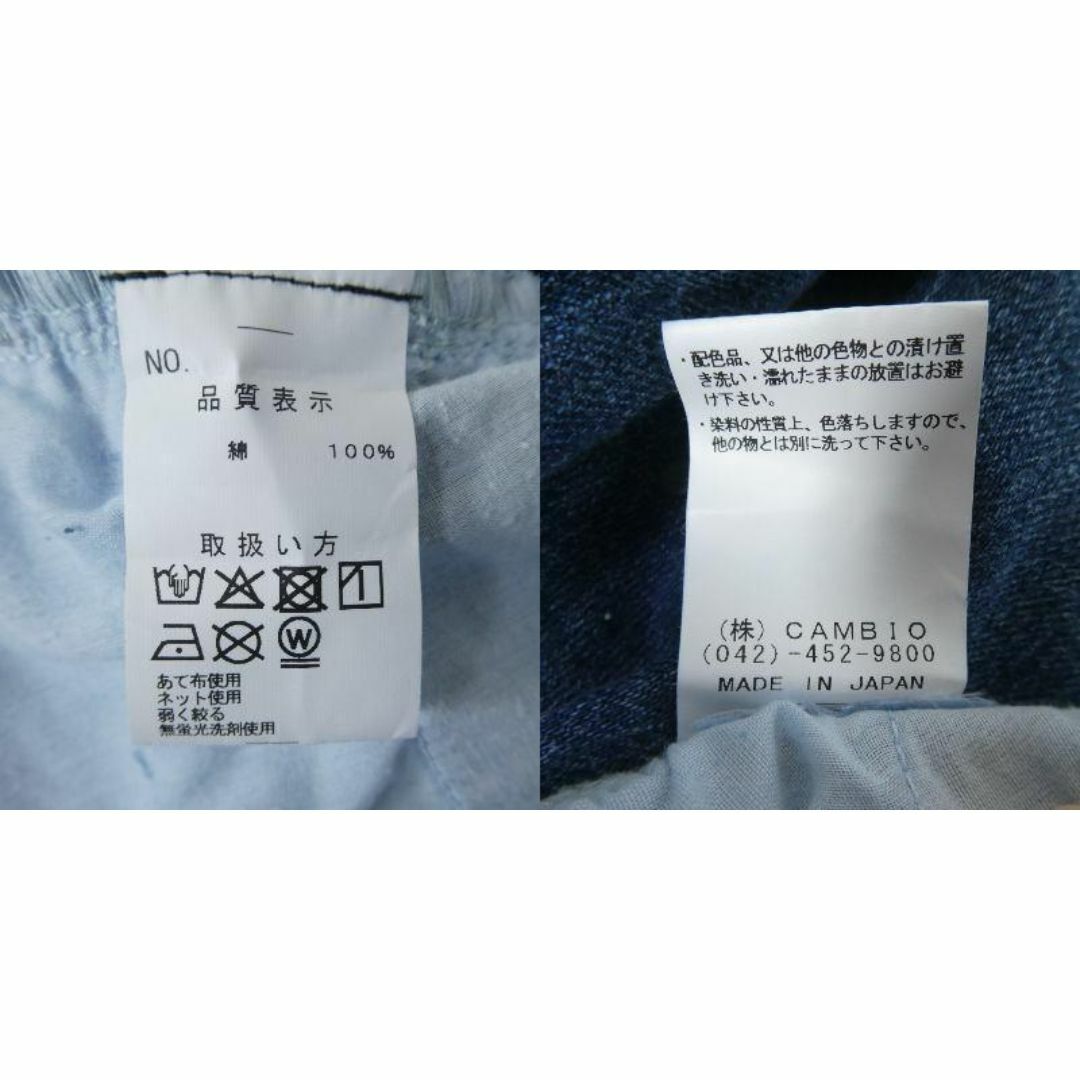 NO.
品質表示
綿 100%
取扱い方
W
あて布使用
ネット使用
弱く絞る
無蛍光洗剤使用
・配色品、又は他の色物との漬け置
き洗い・濡れたままの放置はお避
け下さい。
・染料の性質上、色落ちしますので、
他の物とは別に洗って下さい。
(株) CAMBIO
(042)-452-9800
MADE IN JAPAN